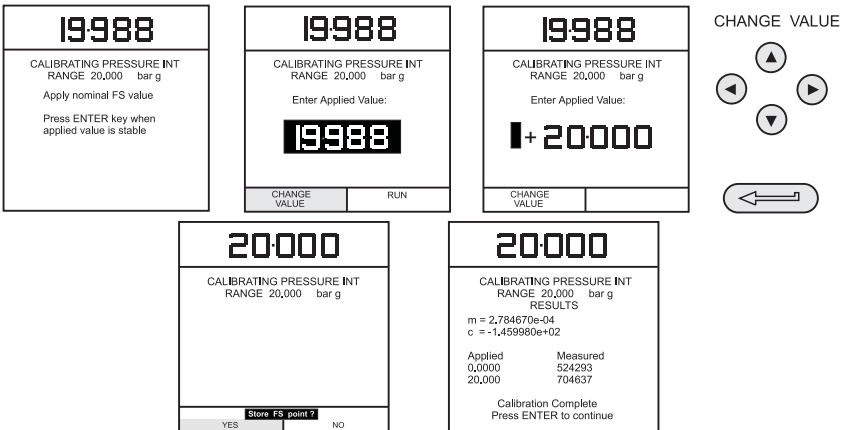 19.988
CALIBRATING PRESSURE INT
RANGE 20.000 bar g
Apply nominal FS value
Press ENTER key when
applied value is stable
19.988
CALIBRATING PRESSURE INT
RANGE 20.000 bar g
Enter Applied Value:
19.988
CHANGE
VALUE
RUN
19.988
CALIBRATING PRESSURE INT
RANGE 20.000 bar g
Enter Applied Value:
+ 20.000
CHANGE
VALUE
CHANGE VALUE
20.000
CALIBRATING PRESSURE INT
RANGE 20.000 bar g
Store FS point ?
YES NO
20.000
CALIBRATING PRESSURE INT
RANGE 20.000 bar g
RESULTS
m = 2.784670e-04
c = -1.459980e+02
Applied Measured
0.0000 524293
20.000 704637
Calibration Complete
Press ENTER to continue